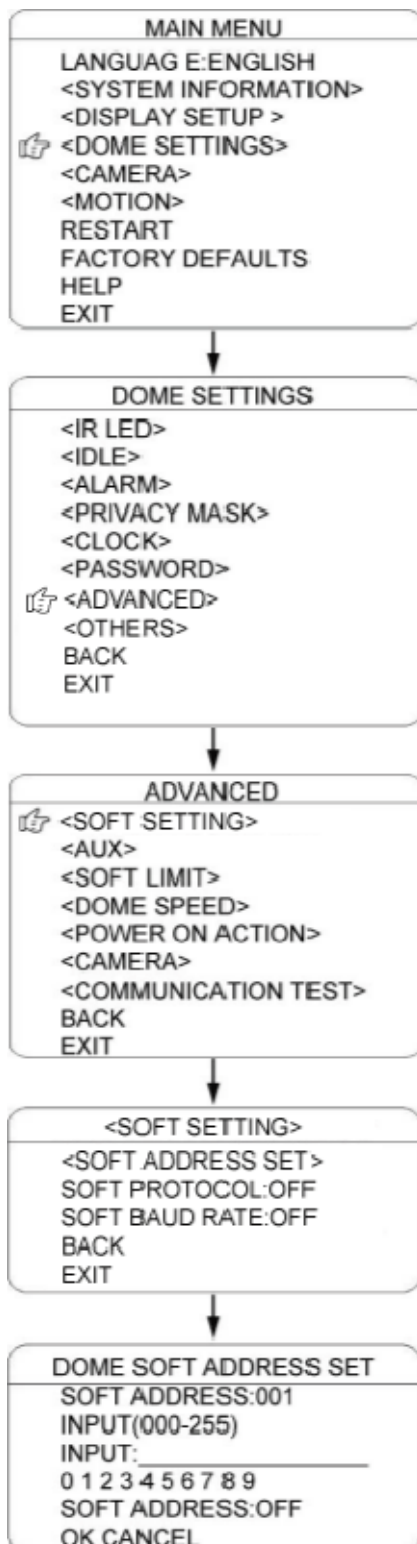 MAIN MENU
LANGUAG E:ENGLISH
<SYSTEM INFORMATION>
<DISPLAY SETUP >
<DOME SETTINGS>
<CAMERA>
<MOTION>
RESTART
FACTORY DEFAULTS
HELP
EXIT
DOME SETTINGS
<IR LED>
<IDLE>
<ALARM>
<PRIVACY MASK>
<CLOCK>
<PASSWORD>
<ADVANCED>
<OTHERS>
BACK
EXIT
ADVANCED
<SOFT SETTING>
<AUX>
<SOFT LIMIT>
<DOME SPEED>
<POWER ON ACTION>
<CAMERA>
<COMMUNICATION TEST>
BACK
EXIT
<SOFT SETTING>
<SOFT ADDRESS SET>
SOFT PROTOCOL:OFF
SOFT BAUD RATE:OFF
BACK
EXIT
DOME SOFT ADDRESS SET
SOFT ADDRESS:001
INPUT(000-255)
INPUT:
0 1 2 3 4 5 6 7 8 9
SOFT ADDRESS:OFF
OK CANCEL